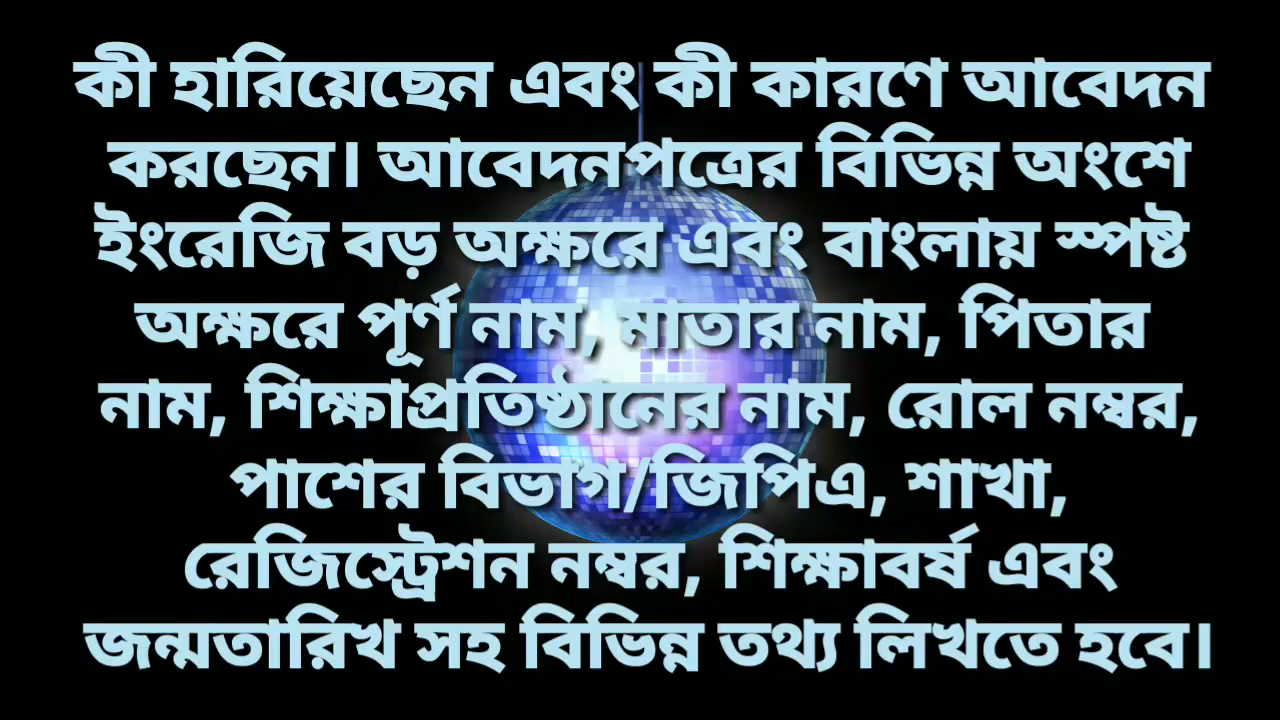 কী হারিয়েছেন এবং কী কারণে আবেদন
করছেন। আবেদনপত্রের বিভিন্ন অংশে
ইংরেজি বড় অক্ষরে এবং বাংলায় স্পষ্ট
অক্ষরে পূর্ণ নাম, মাতার নাম, পিতার
নাম, শিক্ষাপ্রতিষ্ঠানের নাম, রোল নম্বর,
পাশের বিভাগ/জিপিএ, শাখা,
রেজিস্ট্রেশন নম্বর, শিক্ষাবর্ষ এবং
জন্মতারিখ সহ বিভিন্ন তথ্য লিখতে হবে।